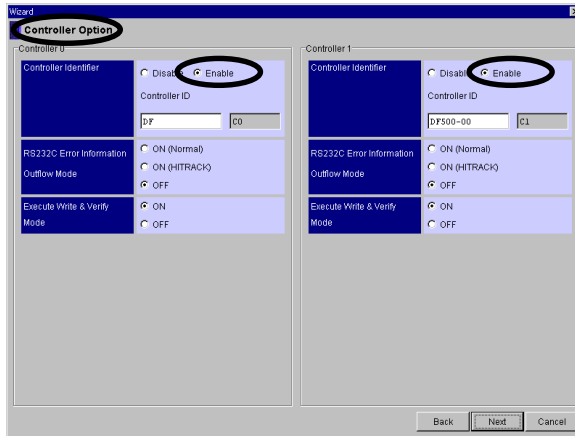 Wizard
Controller Option
Controller 0
Controller Identifier
Disable Enable
Controller ID
DF C0
RS232C Error Information
Outflow Mode
ON (Normal)
ON (HITRACK)
OFF
Execute Write & Verify
Mode
ON
OFF
Controller 1
Controller Identifier
Disable Enable
Controller ID
DF500-00 C1
RS232C Error Information
Outflow Mode
ON (Normal)
ON (HITRACK)
OFF
Execute Write & Verify
Mode
ON
OFF
Back Next Cancel